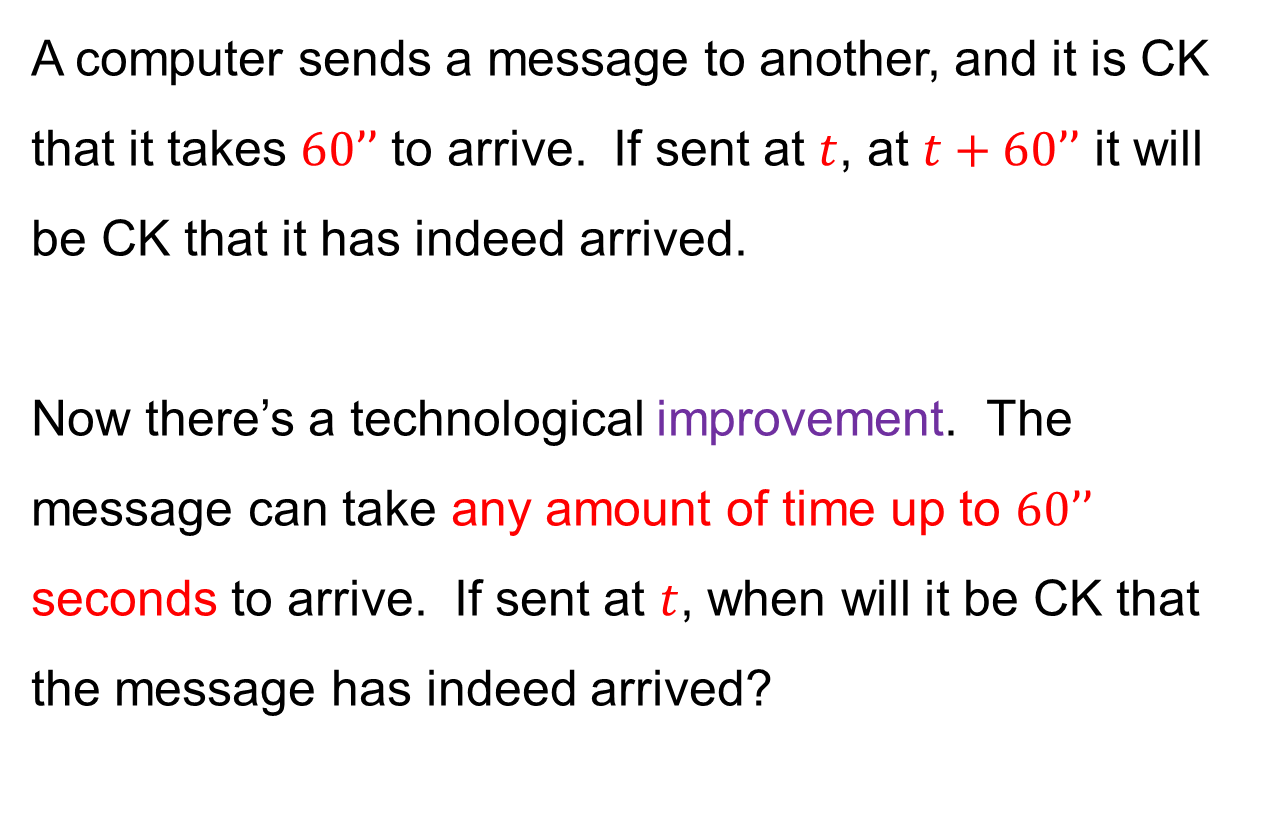 A computer sends a message to another, and it is CK
that it takes 60” to arrive.  If sent at t, at t + 60” it will
be CK that it has indeed arrived.
Now there’s a technological improvement.  The
message can take any amount of time up to 60”
seconds to arrive.  If sent at t, when will it be CK that
the message has indeed arrived?